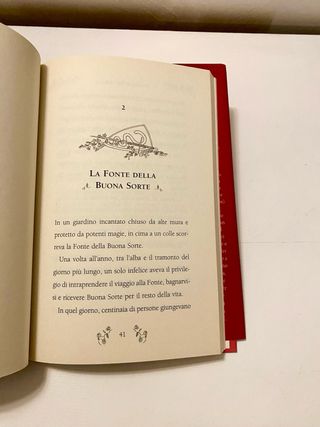 2
LA FONTE DELLA
BUONA SORTE
In un giardino incantato chiuso da alte mura e
protetto da potenti magie, in cima a un colle scor-
reva la Fonte della Buona Sorte.
Una volta all'anno, tra l'alba e il tramonto del
giorno più lungo, un solo infelice aveva il privile-
gio di intraprendere il viaggio alla Fonte, bagnarvi-
si e ricevere Buona Sorte per il resto della vita.
In quel giorno, centinaia di persone giungevano
41